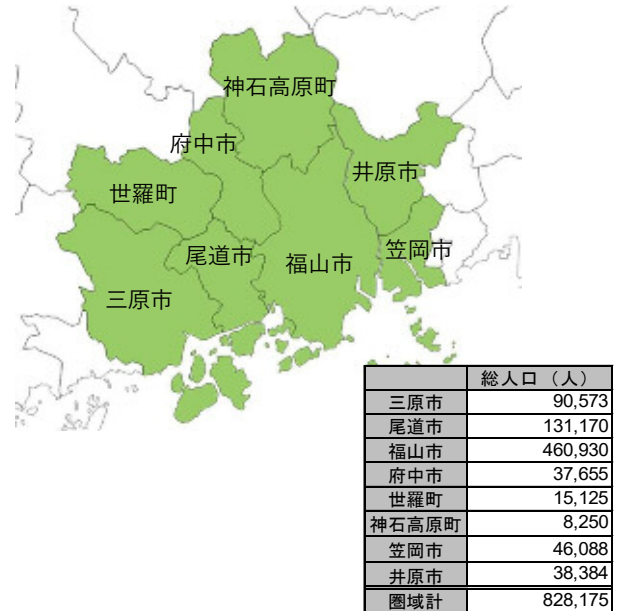 神石高原町
府中市
井原市
世羅町
尾道市
笠岡市
福山市
三原市
総人口（人）
三原市 90,573
尾道市 131,170
福山市 460,930
府中市 37,655
世羅町 15,125
神石高原町 8,250
笠岡市 46,088
井原市 38,384
圏域計 828,175